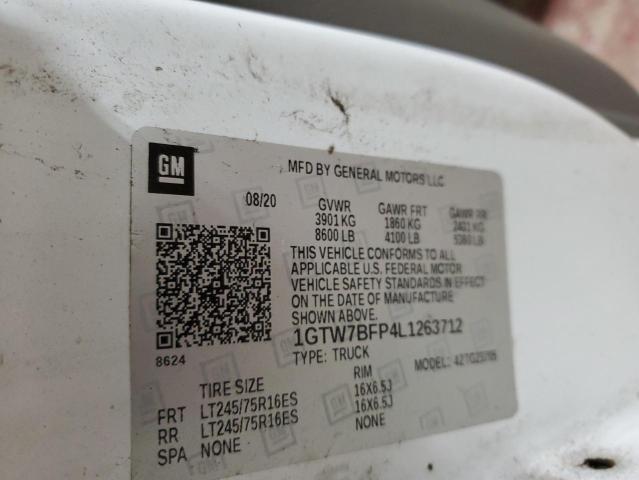 GM
MFD BY GENERAL MOTORS LLC
08/20
GVWR GAWR FRT GAWR RR
3901 KG 1860 KG 2431 KG
8600 LB 4100 LB 5360 LB
THIS VEHICLE CONFORMS TO ALL
APPLICABLE U.S. FEDERAL MOTOR
VEHICLE SAFETY STANDARDS IN EFFECT
ON THE DATE OF MANUFACTURE
SHOWN ABOVE.
1GTW7BFP4L1263712
8624
TYPE: TRUCK MODEL:
TIRE SIZE RIM
FRT LT245/75R16ES 16X6.5J
RR LT245/75R16ES 16X6.5J
SPA NONE NONE